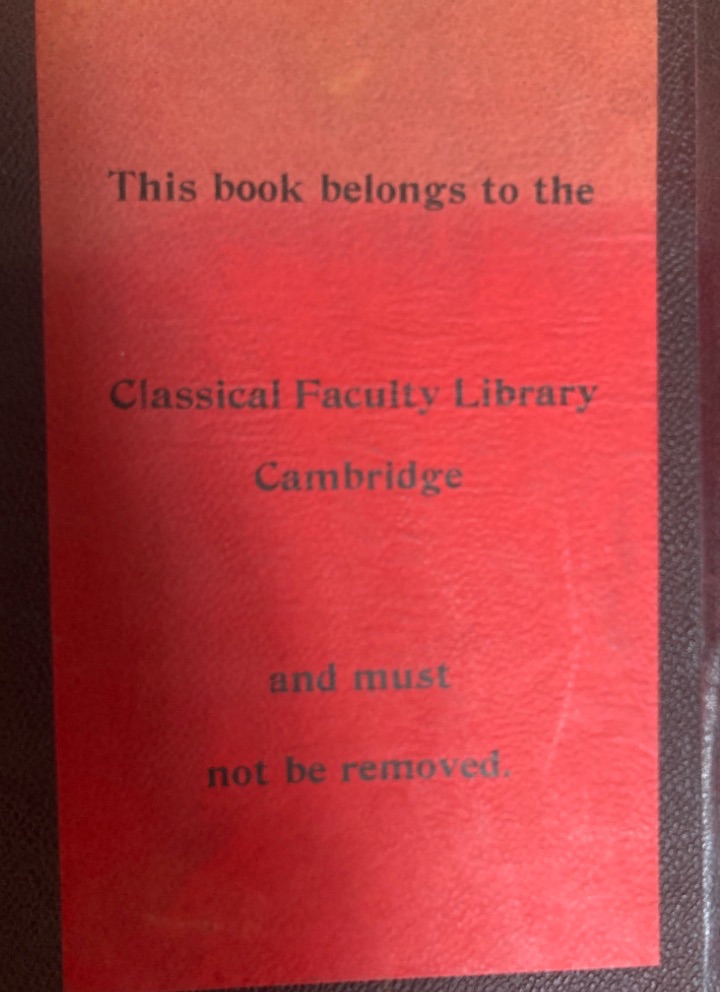 This book belongs to the
Classical Faculty Library
Cambridge
and must
not be removed.